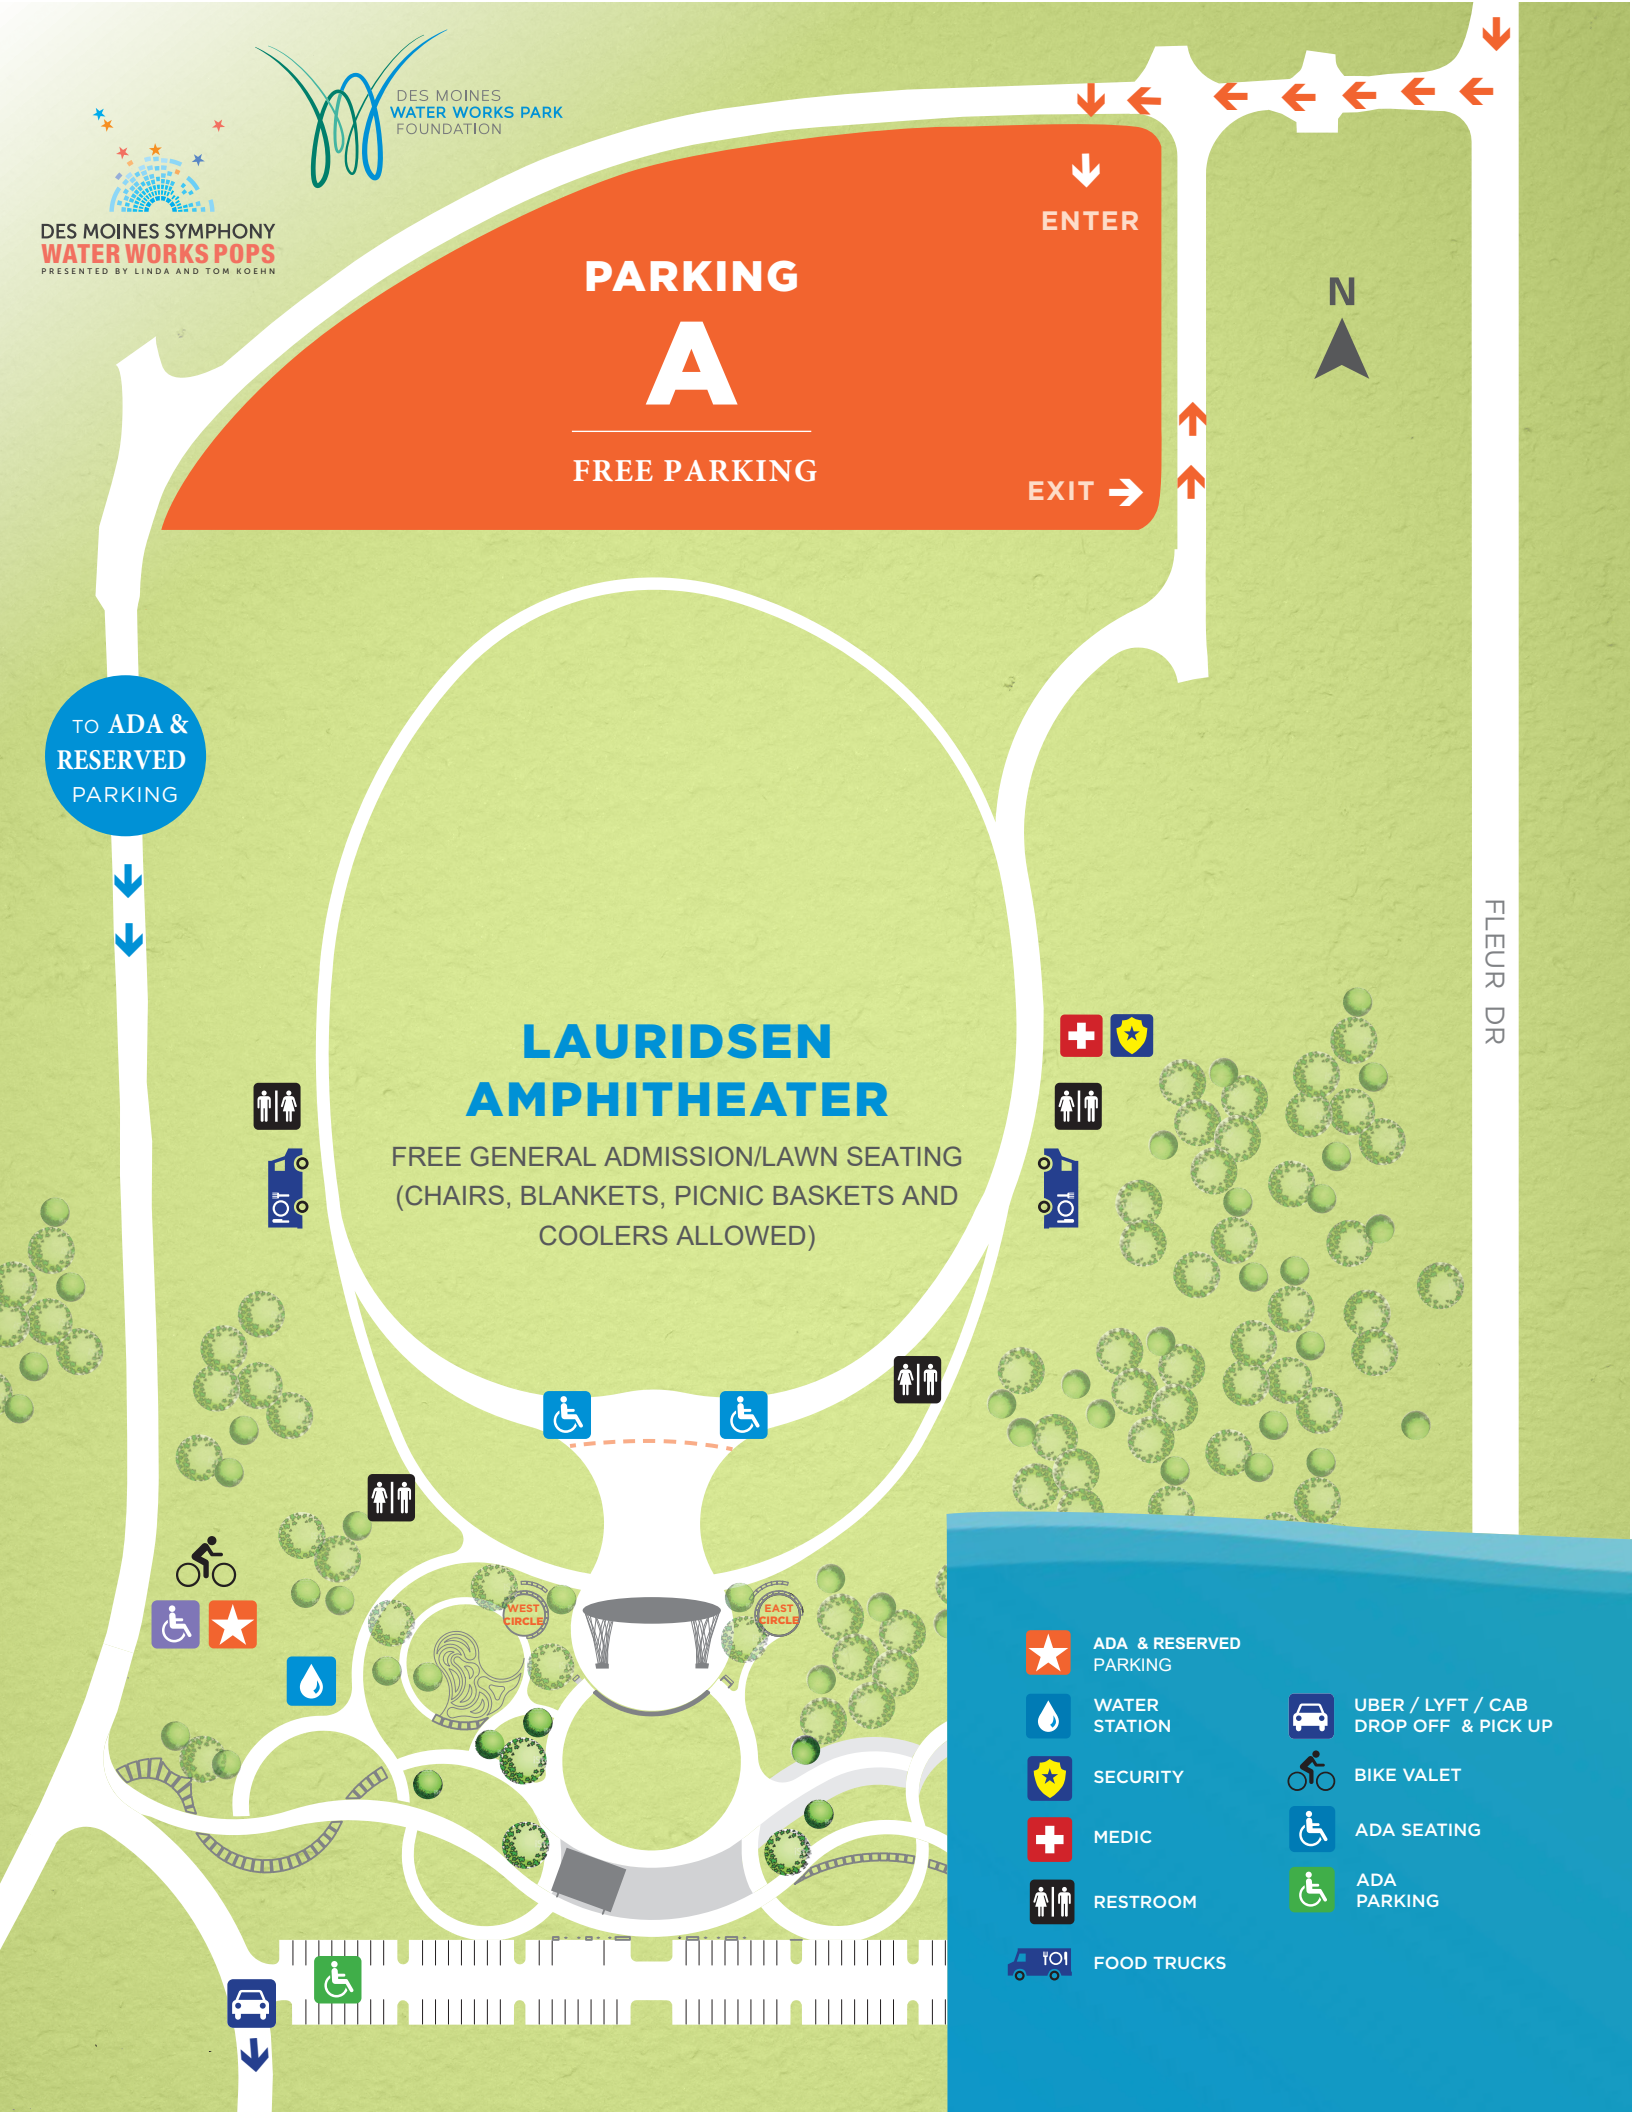 DES MOINES
WATER WORKS PARK
FOUNDATION
DES MOINES SYMPHONY
WATER WORKS POPS
PRESENTED BY LINDA AND TOM KOEHN
ENTER
PARKING
A
FREE PARKING
EXIT
N
TO ADA &
RESERVED
PARKING
FLEUR DR
LAURIDSEN
AMPHITHEATER
FREE GENERAL ADMISSION/LAWN SEATING
(CHAIRS, BLANKETS, PICNIC BASKETS AND
COOLERS ALLOWED)
WEST
CIRCLE
EAST
CIRCLE
ADA & RESERVED
PARKING
WATER
STATION
SECURITY
MEDIC
RESTROOM
FOOD TRUCKS
UBER / LYFT / CAB
DROP OFF & PICK UP
BIKE VALET
ADA SEATING
ADA
PARKING